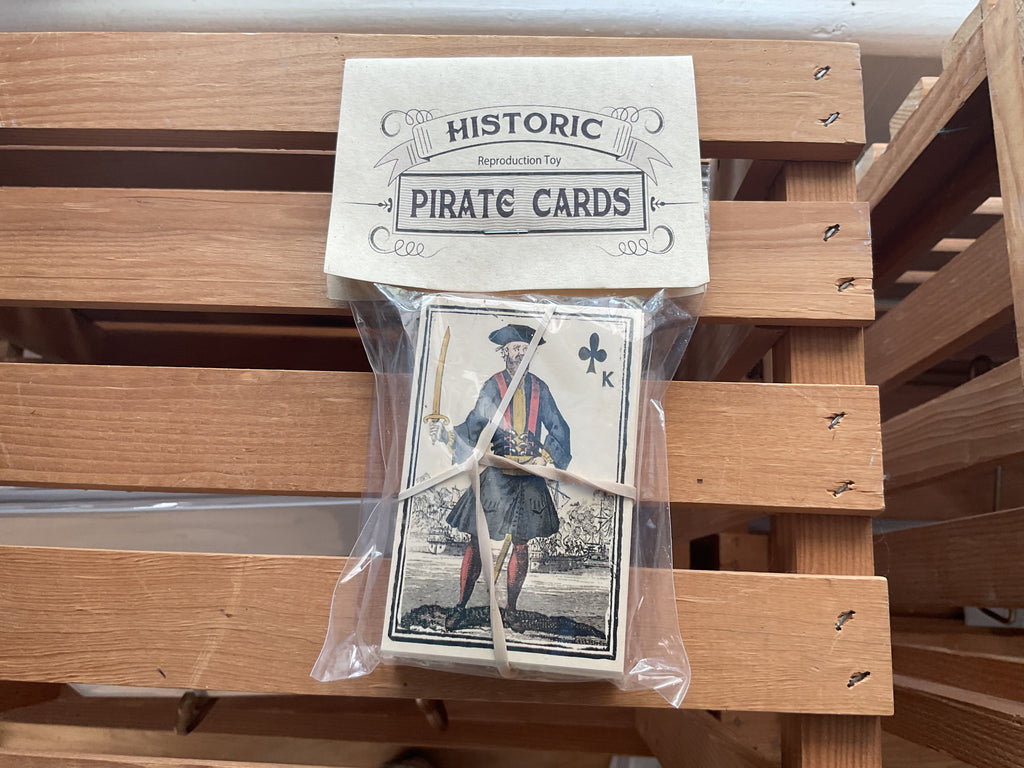 HISTORIC
Reproduction Toy
PIRATE CARDS
K